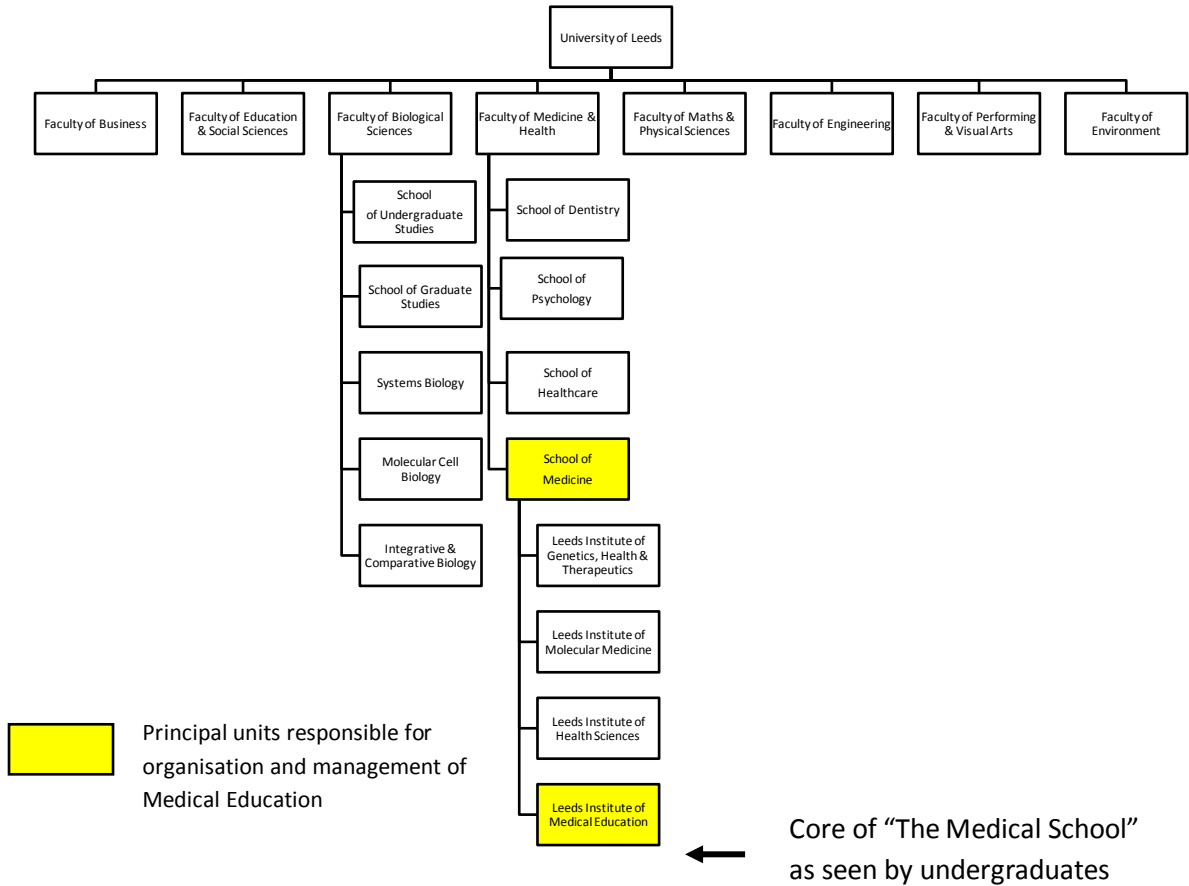 University of Leeds
Faculty of Business
Faculty of Education
& Social Sciences
Faculty of Biological
Sciences
Faculty of Medicine &
Health
Faculty of Maths &
Physical Sciences
Faculty of Engineering
Faculty of Performing
& Visual Arts
Faculty of
Environment
School
of Undergraduate
Studies
School of Graduate
Studies
Systems Biology
Molecular Cell
Biology
Integrative &
Comparative Biology
School of Dentistry
School of
Psychology
School of
Healthcare
School of
Medicine
Leeds Institute of
Genetics, Health &
Therapeutics
Leeds Institute of
Molecular Medicine
Leeds Institute of
Health Sciences
Leeds Institute of
Medical Education
Principal units responsible for
organisation and management of
Medical Education
Core of “The Medical School”
as seen by undergraduates